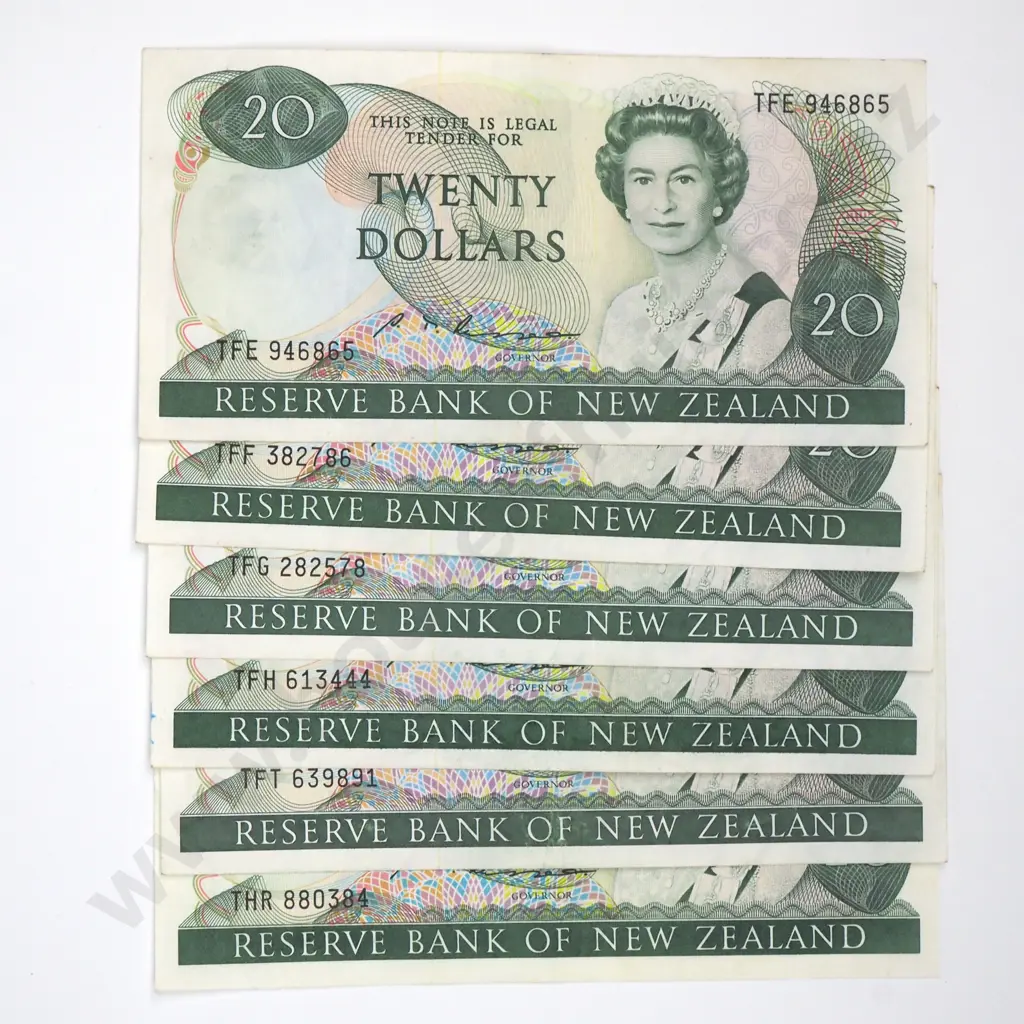 20
THIS NOTE IS LEGAL
TENDER FOR
TWENTY
DOLLARS
TFE 946865
20
TFE 946865
GOVERNOR
RESERVE BANK OF NEW ZEALAND
TFF 382786
GOVERNOR
20
RESERVE BANK OF NEW ZEALAND
TFG 282578
GOVERNOR
RESERVE BANK OF NEW ZEALAND
TFH 613444
GOVERNOR
RESERVE BANK OF NEW ZEALAND
TFT 639891
GOVERNOR
RESERVE BANK OF NEW ZEALAND
THR 880384
GOVERNOR
RESERVE BANK OF NEW ZEALAND